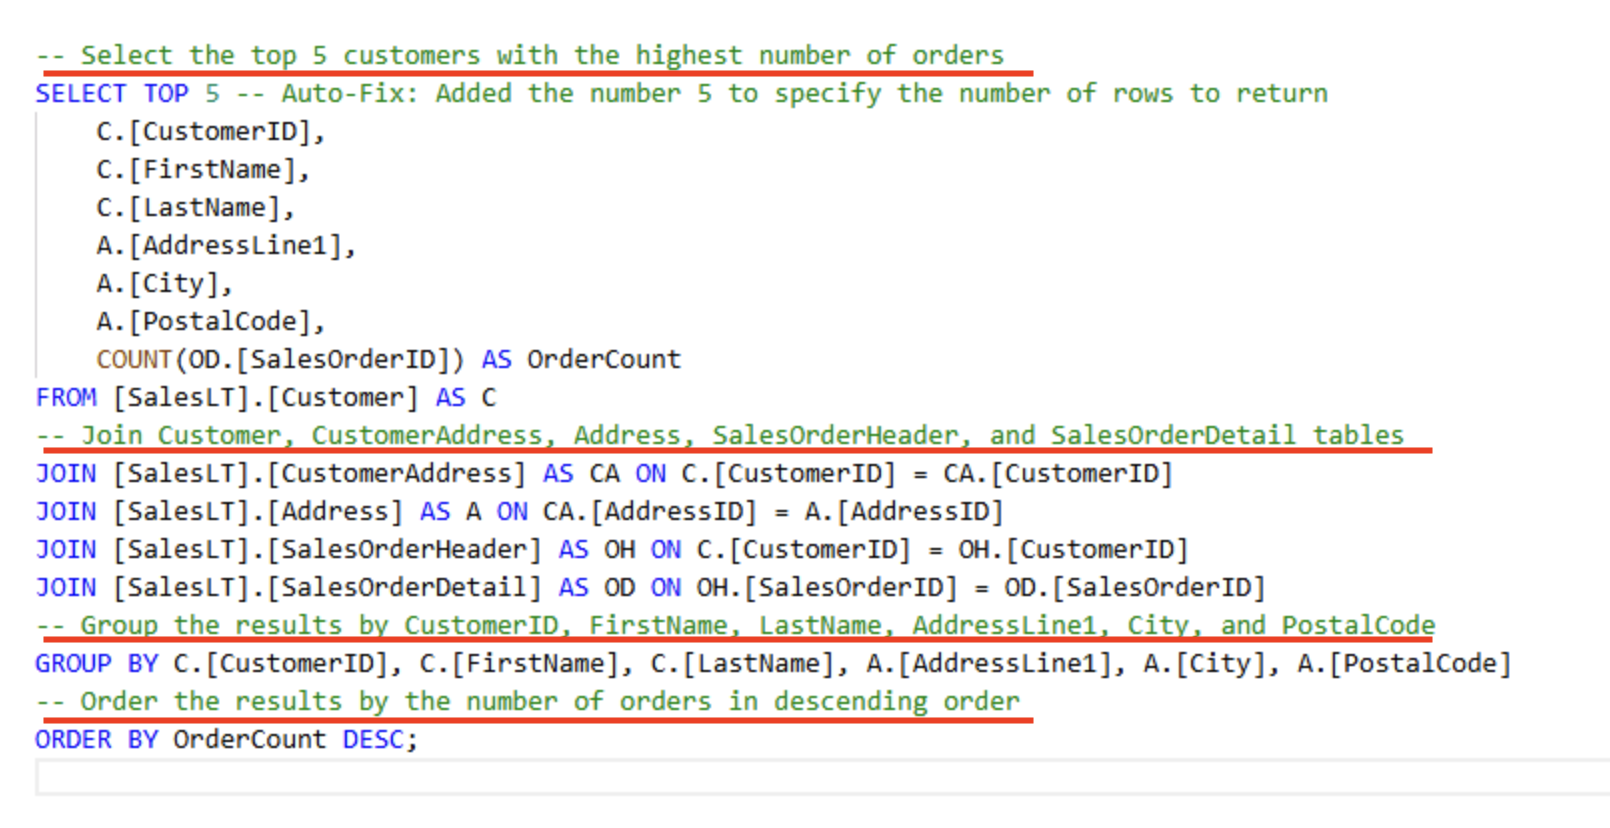 -- Select the top 5 customers with the highest number of orders
SELECT TOP 5 -- Auto-Fix: Added the number 5 to specify the number of rows to return
C.[CustomerID],
C.[FirstName],
C.[LastName],
A.[AddressLine1],
A.[City],
A.[PostalCode],
COUNT(OD.[SalesOrderID]) AS OrderCount
FROM [SalesLT].[Customer] AS C
-- Join Customer, CustomerAddress, Address, SalesOrderHeader, and SalesOrderDetail tables
JOIN [SalesLT].[CustomerAddress] AS CA ON C.[CustomerID] = CA.[CustomerID]
JOIN [SalesLT].[Address] AS A ON CA.[AddressID] = A.[AddressID]
JOIN [SalesLT].[SalesOrderHeader] AS OH ON C.[CustomerID] = OH.[CustomerID]
JOIN [SalesLT].[SalesOrderDetail] AS OD ON OH.[SalesOrderID] = OD.[SalesOrderID]
-- Group the results by CustomerID, FirstName, LastName, AddressLine1, City, and PostalCode
GROUP BY C.[CustomerID], C.[FirstName], C.[LastName], A.[AddressLine1], A.[City], A.[PostalCode]
-- Order the results by the number of orders in descending order
ORDER BY OrderCount DESC;